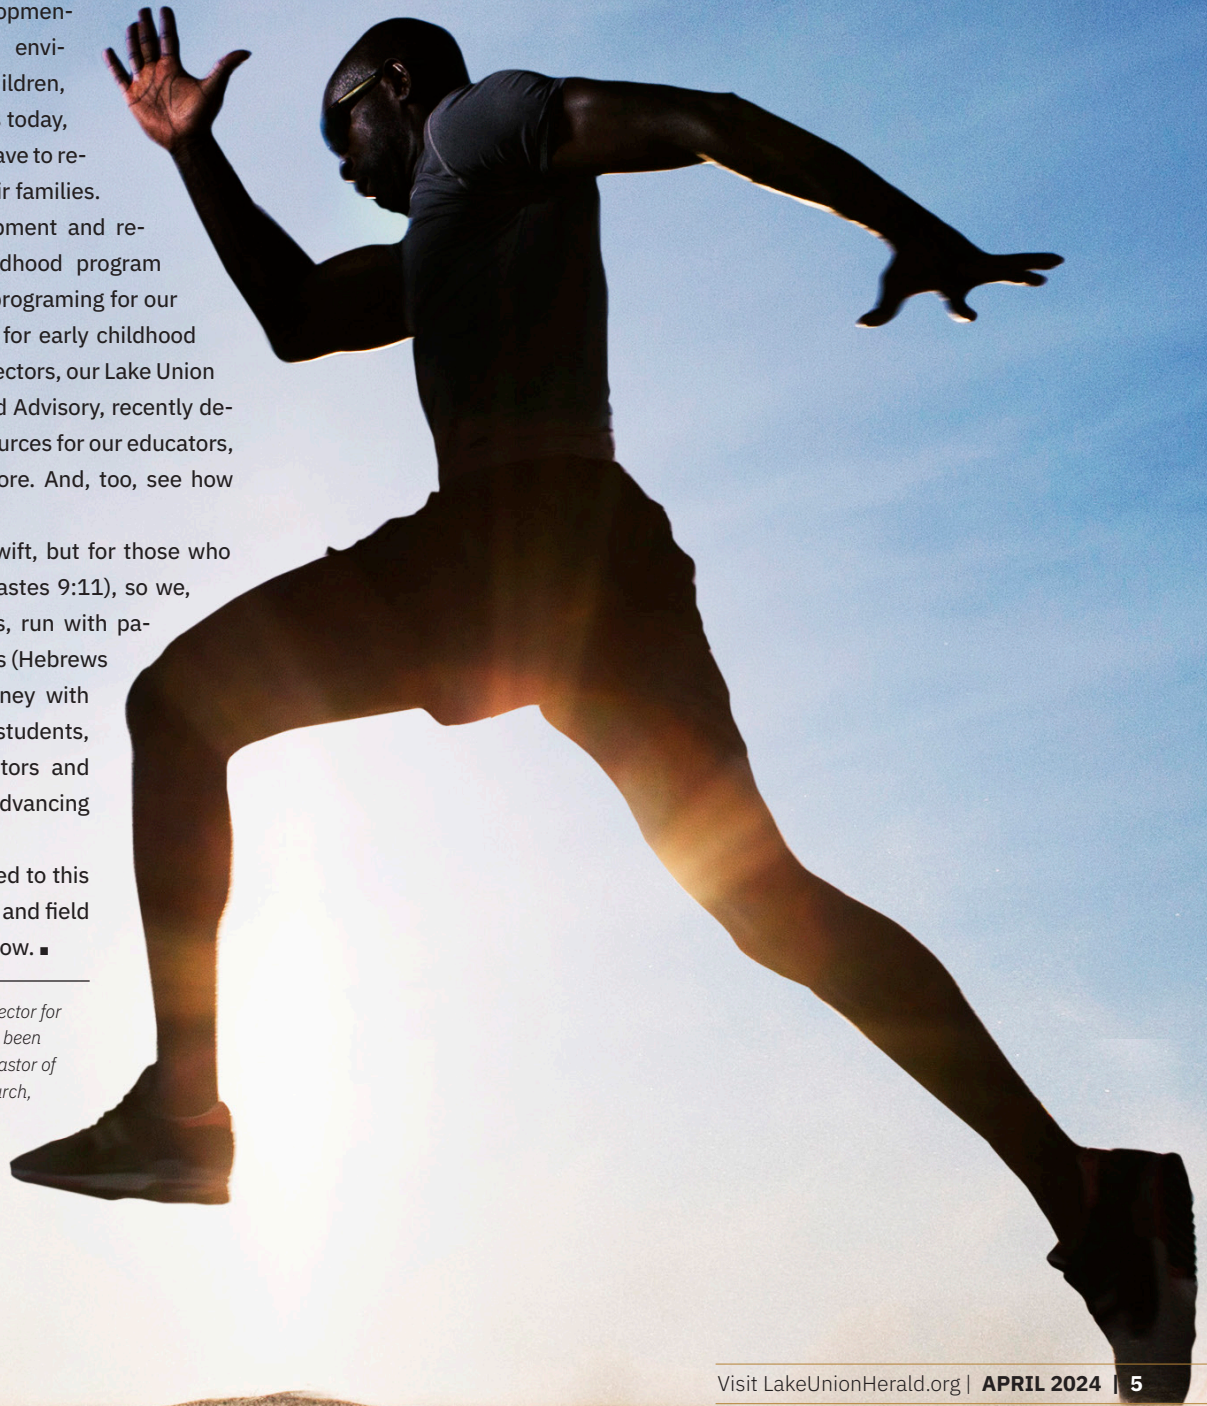 opmen-
envi-
ildren,
today,
ave to re-
ir families.
pment and re-
dhood program
programing for our
for early childhood
ectors, our Lake Union
d Advisory, recently de-
urces for our educators,
ore. And, too, see how
wift, but for those who
astes 9:11), so we,
s, run with pa-
s (Hebrews
ney with
students,
tors and
dvancing
ed to this
and field
ow. ■
ector for
been
astor of
urch,
Visit LakeUnionHerald.org | APRIL 2024 | 5